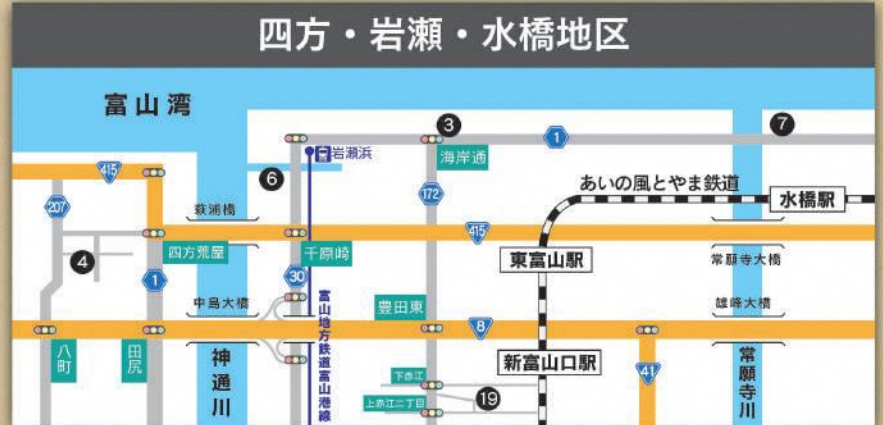 四方・岩瀬・水橋地区
富山湾
3
7
1
岩瀬浜
海岸通
415
6
172
あいの風とやま鉄道
水橋駅
207
萩浦橋
415
四方荒屋
千原崎
東富山駅
常願寺大橋
4
1
30
中島大橋
豊田東
雄峰大橋
8
富山地方鉄道富山港線
八町
田尻
神通川
新富山口駅
41
常願寺川
下赤江
上赤江二丁目
19